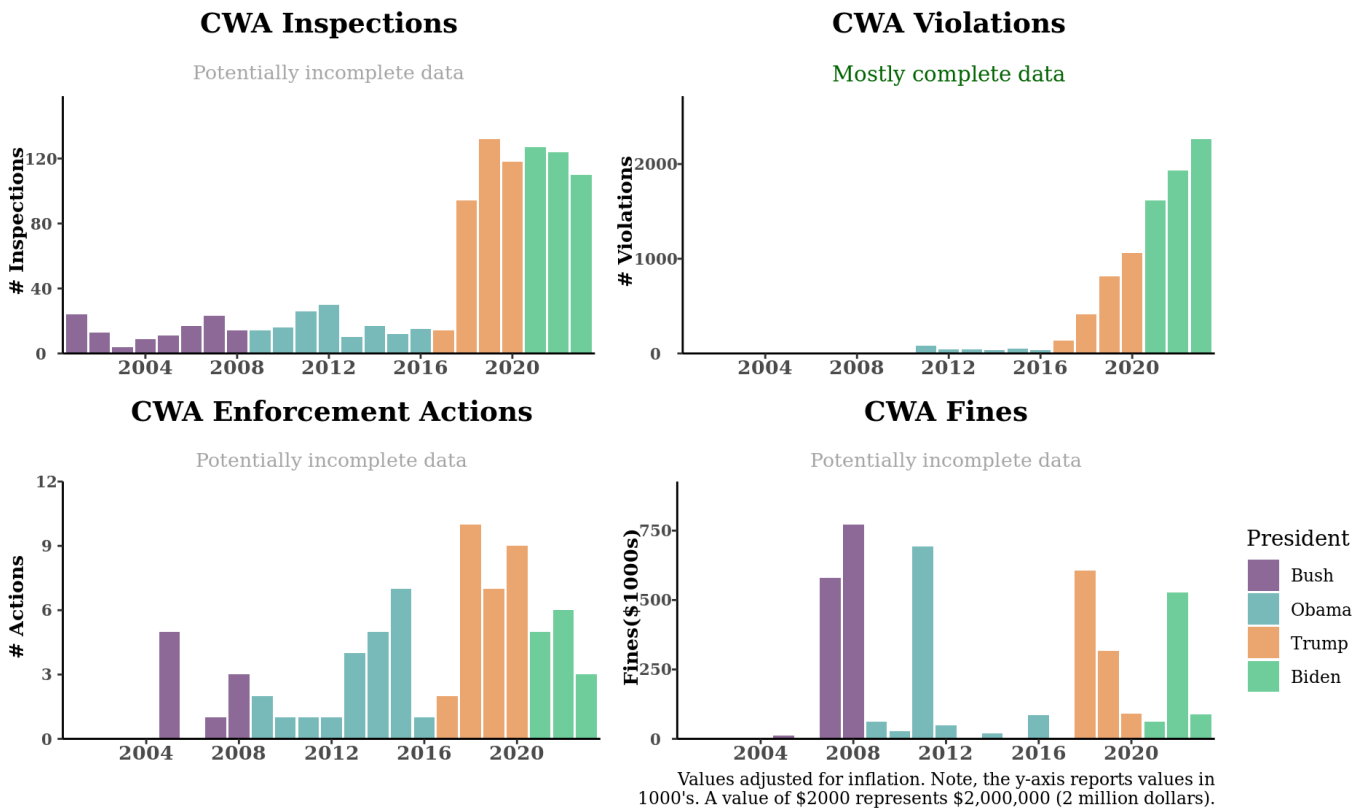 CWA Inspections
Potentially incomplete data
# Inspections
120
80
40
0
2004
2008
2012
2016
2020
CWA Violations
Mostly complete data
# Violations
2000
1000
0
2004
2008
2012
2016
2020
CWA Enforcement Actions
Potentially incomplete data
# Actions
12
9
6
3
0
2004
2008
2012
2016
2020
CWA Fines
Potentially incomplete data
Fines($1000s)
750
500
250
0
2004
2008
2012
2016
2020
President
Bush
Obama
Trump
Biden
Values adjusted for inflation. Note, the y-axis reports values in
1000's. A value of $2000 represents $2,000,000 (2 million dollars).